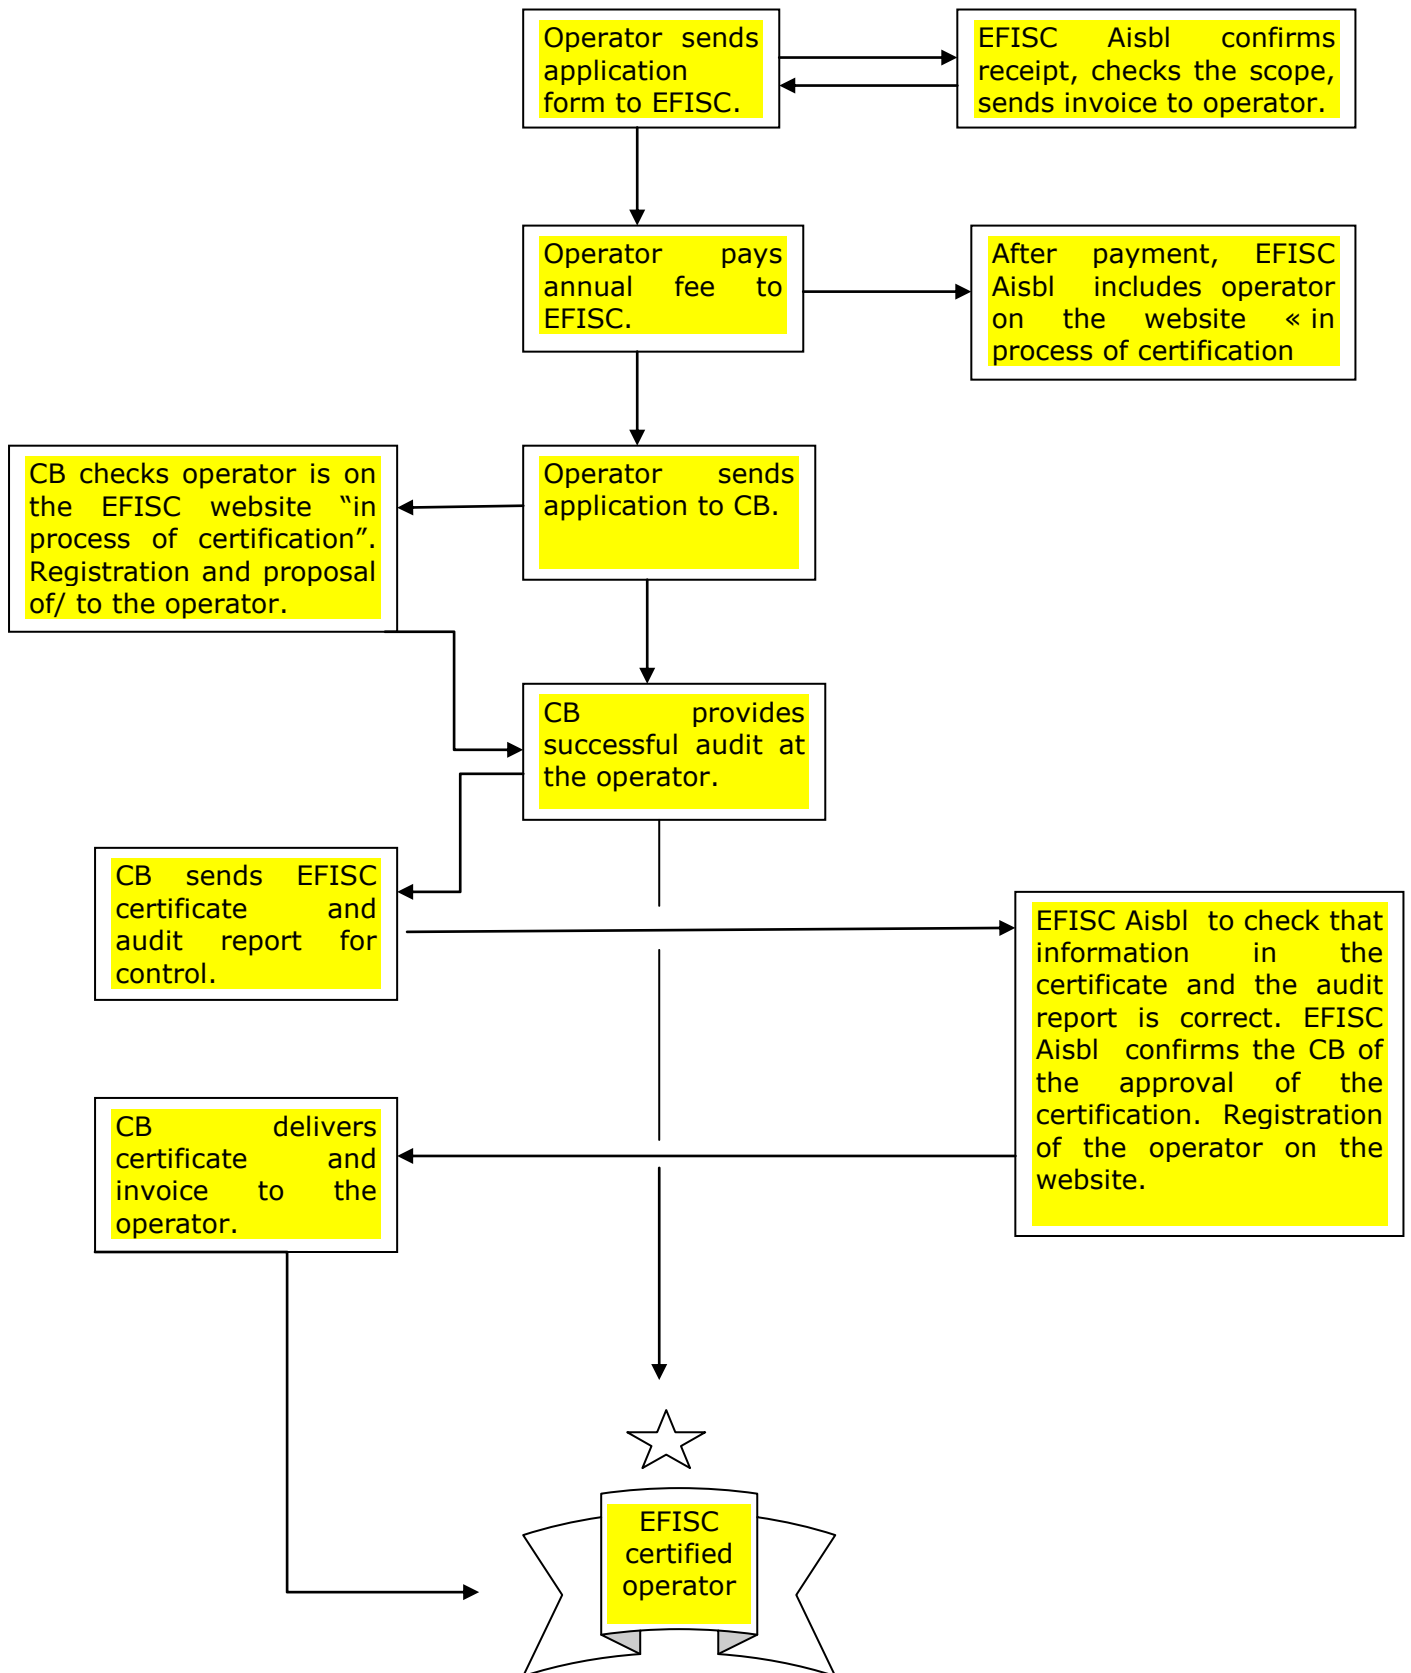 Operator sends
application
form to EFISC.
EFISC Aisbl confirms
receipt, checks the scope,
sends invoice to operator.
Operator pays
annual fee to
EFISC.
After payment, EFISC
Aisbl includes operator
on the website « in
process of certification
CB checks operator is on
the EFISC website “in
process of certification”.
Registration and proposal
of/ to the operator.
Operator sends
application to CB.
CB provides
successful audit at
the operator.
CB sends EFISC
certificate and
audit report for
control.
EFISC Aisbl to check that
information in the
certificate and the audit
report is correct. EFISC
Aisbl confirms the CB of
the approval of the
certification. Registration
of the operator on the
website.
CB delivers
certificate and
invoice to the
operator.
EFISC
certified
operator